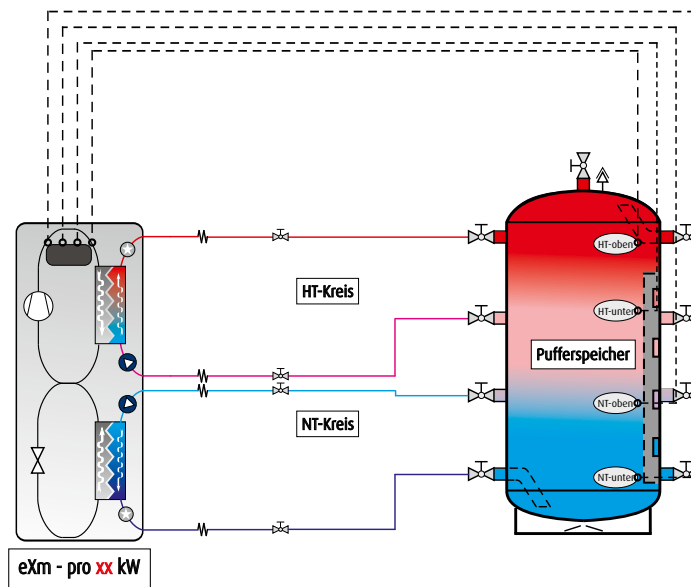 HT-oben
HT-Kreis
HT-unten
Pufferspeicher
NT-oben
NT-Kreis
NT-unten
eXm - pro xx kW